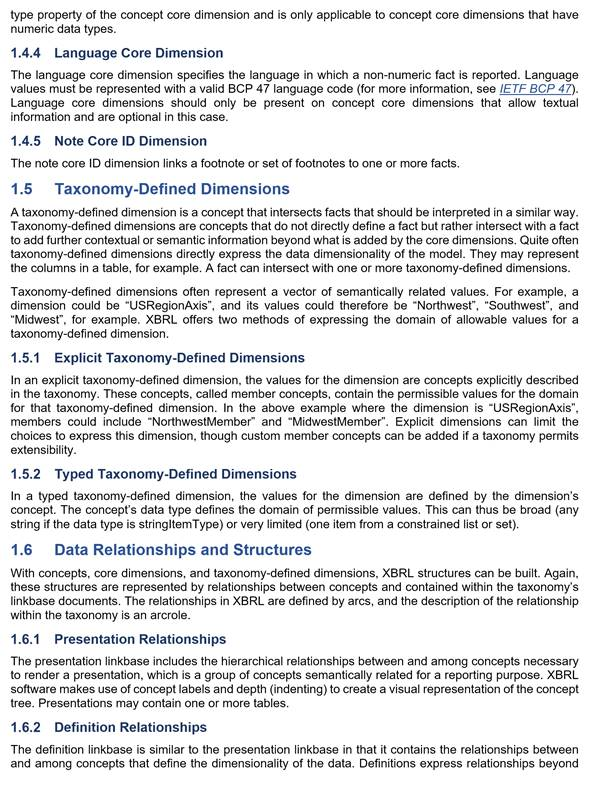 type property of the concept core dimension and is only applicable to concept core dimensions that have
numeric data types.
1.4.4 Language Core Dimension
The language core dimension specifies the language in which a non-numeric fact is reported. Language
values must be represented with a valid BCP 47 language code (for more information, see IETF BCP 47).
Language core dimensions should only be present on concept core dimensions that allow textual
information and are optional in this case.
1.4.5 Note Core ID Dimension
The note core ID dimension links a footnote or set of footnotes to one or more facts.
1.5 Taxonomy-Defined Dimensions
A taxonomy-defined dimension is a concept that intersects facts that should be interpreted in a similar way.
Taxonomy-defined dimensions are concepts that do not directly define a fact but rather intersect with a fact
to add further contextual or semantic information beyond what is added by the core dimensions. Quite often
taxonomy-defined dimensions directly express the data dimensionality of the model. They may represent
the columns in a table, for example. A fact can intersect with one or more taxonomy-defined dimensions.
Taxonomy-defined dimensions often represent a vector of semantically related values. For example, a
dimension could be “USRegionAxis”, and its values could therefore be “Northwest”, “Southwest”, and
“Midwest”, for example. XBRL offers two methods of expressing the domain of allowable values for a
taxonomy-defined dimension.
1.5.1 Explicit Taxonomy-Defined Dimensions
In an explicit taxonomy-defined dimension, the values for the dimension are concepts explicitly described
in the taxonomy. These concepts, called member concepts, contain the permissible values for the domain
for that taxonomy-defined dimension. In the above example where the dimension is “USRegionAxis”,
members could include “NorthwestMember” and “MidwestMember”. Explicit dimensions can limit the
choices to express this dimension, though custom member concepts can be added if a taxonomy permits
extensibility.
1.5.2 Typed Taxonomy-Defined Dimensions
In a typed taxonomy-defined dimension, the values for the dimension are defined by the dimension’s
concept. The concept’s data type defines the domain of permissible values. This can thus be broad (any
string if the data type is stringItemType) or very limited (one item from a constrained list or set).
1.6 Data Relationships and Structures
With concepts, core dimensions, and taxonomy-defined dimensions, XBRL structures can be built. Again,
these structures are represented by relationships between concepts and contained within the taxonomy’s
linkbase documents. The relationships in XBRL are defined by arcs, and the description of the relationship
within the taxonomy is an arcrole.
1.6.1 Presentation Relationships
The presentation linkbase includes the hierarchical relationships between and among concepts necessary
to render a presentation, which is a group of concepts semantically related for a reporting purpose. XBRL
software makes use of concept labels and depth (indenting) to create a visual representation of the concept
tree. Presentations may contain one or more tables.
1.6.2 Definition Relationships
The definition linkbase is similar to the presentation linkbase in that it contains the relationships between
and among concepts that define the dimensionality of the data. Definitions express relationships beyond